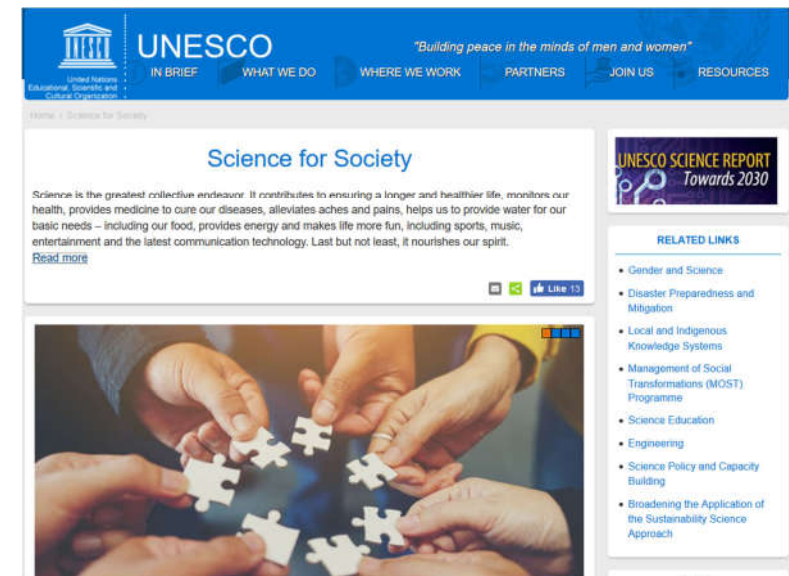 UNESCO
"Building peace in the minds of men and women"
United Nations
Educational, Scientific and
Cultural Organization
IN BRIEF
WHAT WE DO
WHERE WE WORK
PARTNERS
JOIN US
RESOURCES
Home > Science for Society
Science for Society
Science is the greatest collective endeavor. It contributes to ensuring a longer and healthier life, monitors our
health, provides medicine to cure our diseases, alleviates aches and pains, helps us to provide water for our
basic needs – including our food, provides energy and makes life more fun, including sports, music,
entertainment and the latest communication technology. Last but not least, it nourishes our spirit.
Read more
Like 13
UNESCO SCIENCE REPORT
Towards 2030
RELATED LINKS
Gender and Science
Disaster Preparedness and
Mitigation
Local and Indigenous
Knowledge Systems
Management of Social
Transformations (MOST)
Programme
Science Education
Engineering
Science Policy and Capacity
Building
Broadening the Application of
the Sustainability Science
Approach